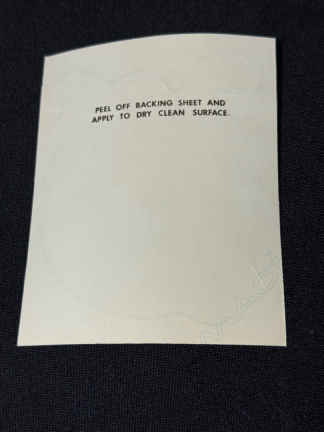 PEEL OFF BACKING SHEET AND
APPLY TO DRY CLEAN SURFACE.